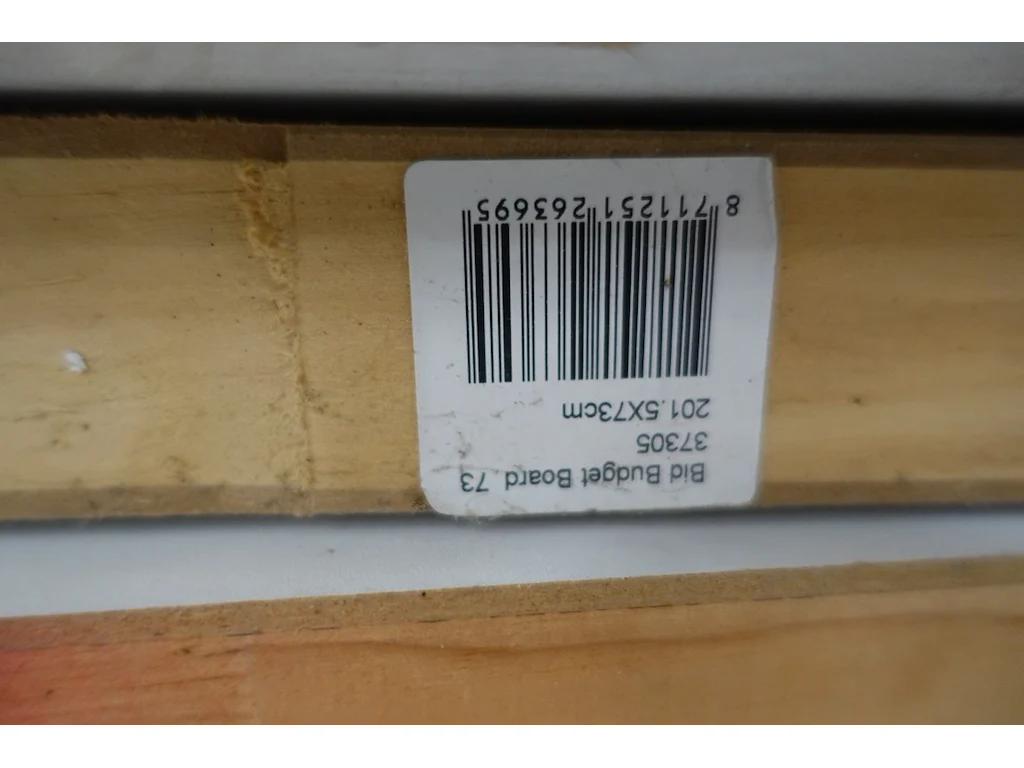 Bid Budget Board 73
37305
201.5X73cm
8 711251 263695